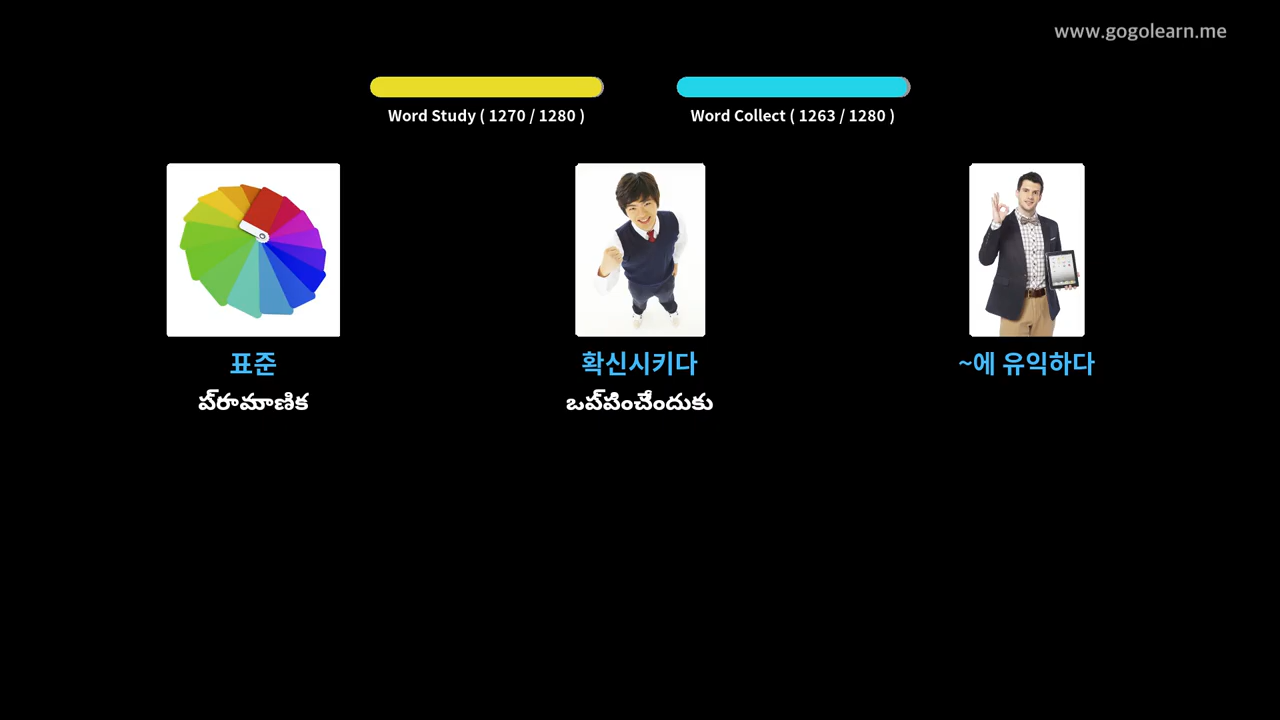 www.gogolearn.me
Word Study ( 1270 / 1280 )
Word Collect ( 1263 / 1280 )
표준
확신시키다
~에 유익하다
ప్రామాణిక
ఒప్పించేందుకు